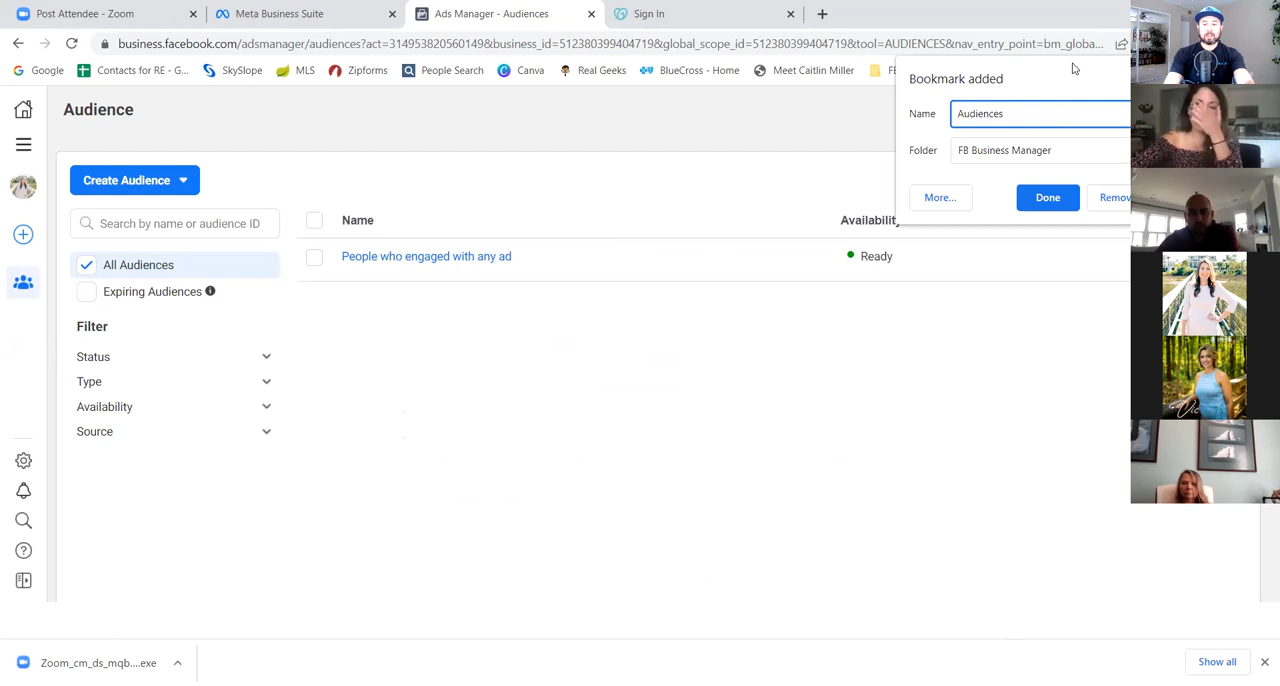 Post Attendee - Zoom
Meta Business Suite
Ads Manager - Audiences
Sign In
business.facebook.com/adsmanager/audiences?act=314953820560149&business_id=512380399404719&global_scope_id=512380399404719&tool=AUDIENCES&nav_entry_point=bm_globa...
Google
Contacts for RE - G...
SkySlope
MLS
Zipforms
People Search
Canva
Real Geeks
BlueCross - Home
Meet Caitlin Miller
Bookmark added
Name
Audiences
Folder
FB Business Manager
More...
Done
Remov
Audience
Create Audience
Search by name or audience ID
Name
Availability
All Audiences
People who engaged with any ad
Ready
Expiring Audiences
Filter
Status
Type
Availability
Source
Zoom_cm_ds_mqb....exe
Show all